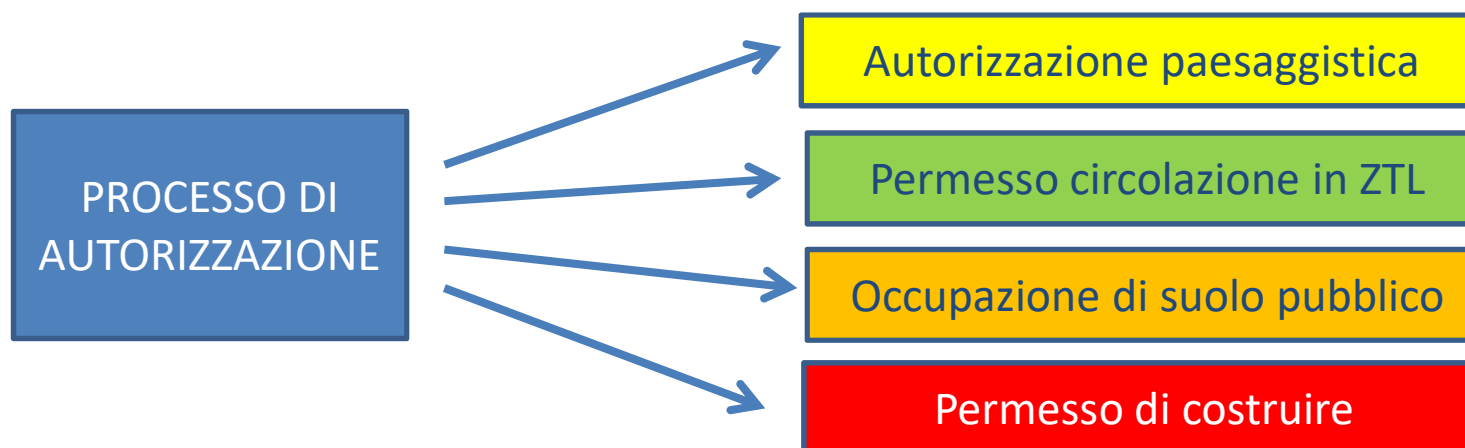 PROCESSO DI
AUTORIZZAZIONE
Autorizzazione paesaggistica
Permesso circolazione in ZTL
Occupazione di suolo pubblico
Permesso di costruire